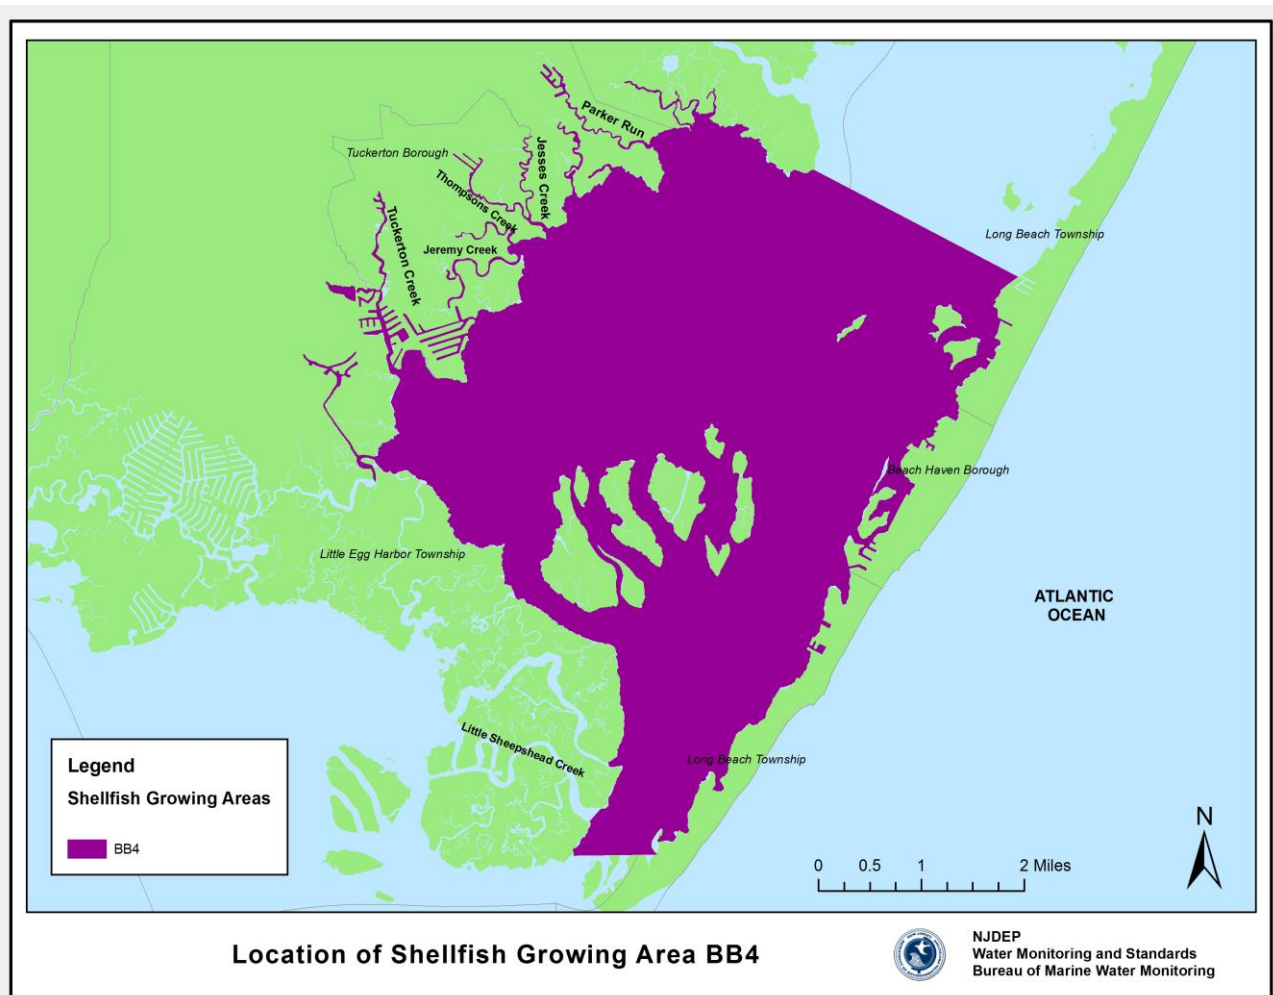 Parker Run
Tuckerton Borough
Jesses Creek
Thompsons Creek
Tuckerton Creek
Jeremy Creek
Long Beach Township
Beach Haven Borough
Little Egg Harbor Township
ATLANTIC
OCEAN
Little Sheepshead Creek
Long Beach Township
Legend
Shellfish Growing Areas
BB4
N
0 0.5 1 2 Miles
Location of Shellfish Growing Area BB4
NJDEP
Water Monitoring and Standards
Bureau of Marine Water Monitoring